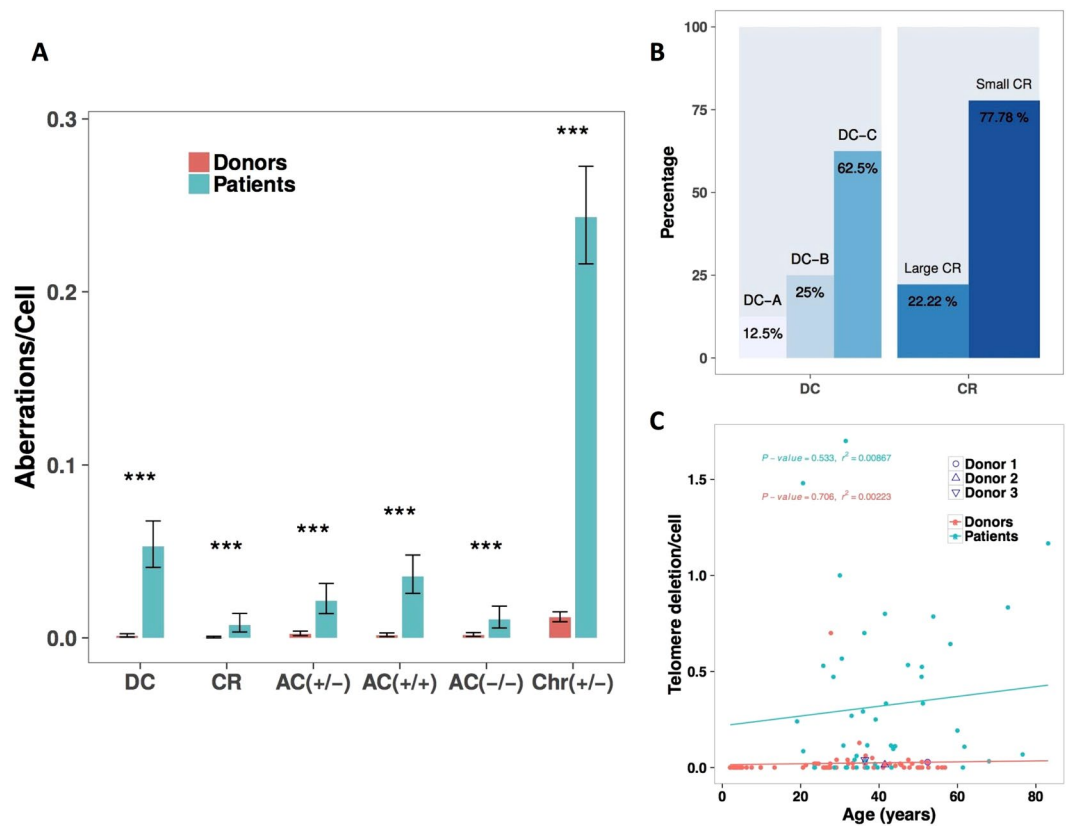 A
0.3
0.2
0.1
0.0
Aberrations/Cell
Donors
Patients
***
***
***
***
***
***
DC
CR
AC(+/−)
AC(+/+)
AC(−/−)
Chr(+/−)
B
100
75
50
25
0
Percentage
DC−A
12.5%
DC−B
25%
DC−C
62.5%
Large CR
22.22 %
Small CR
77.78 %
DC
CR
C
1.5
1.0
0.5
0.0
Telomere deletion/cell
P − value = 0.533, r² = 0.00867
P − value = 0.706, r² = 0.00223
Donor 1
Donor 2
Donor 3
Donors
Patients
0
20
40
60
80
Age (years)